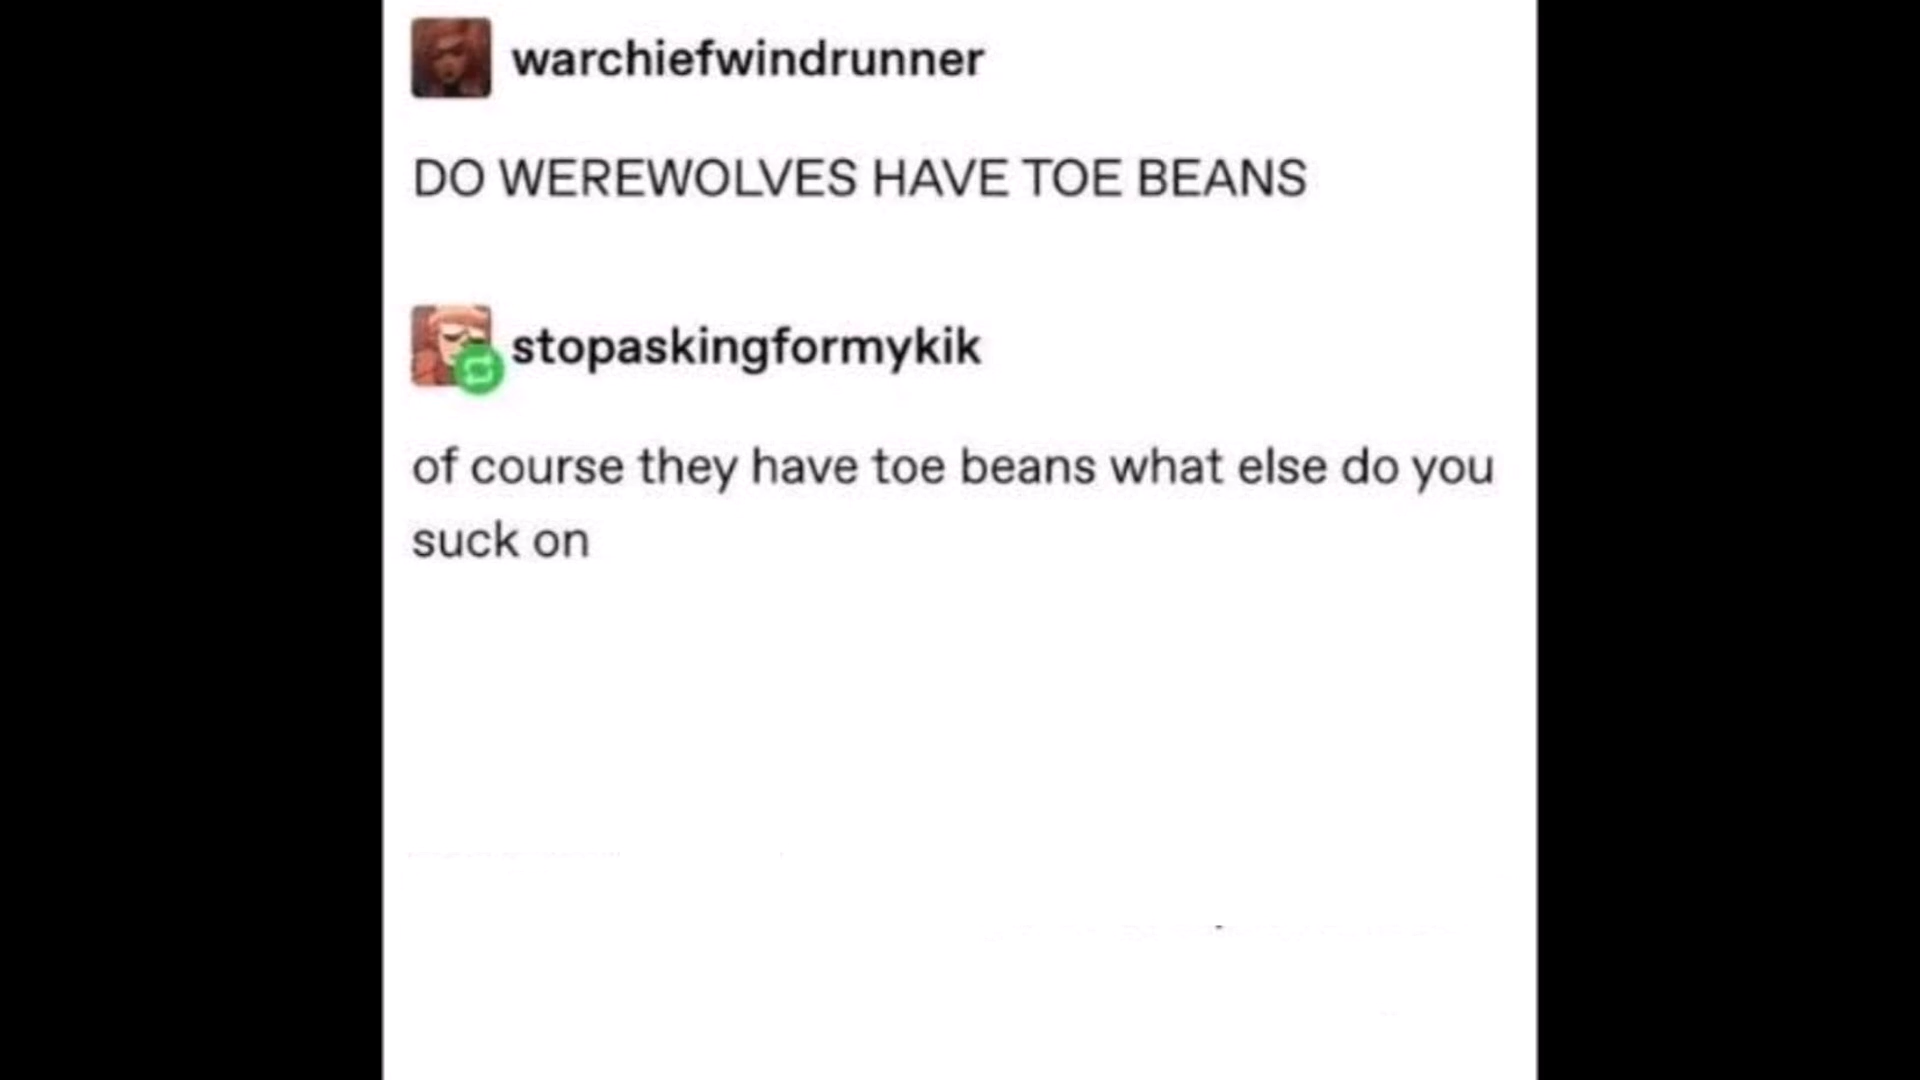 warchiefwindrunner
DO WEREWOLVES HAVE TOE BEANS
stopaskingformykik
of course they have toe beans what else do you
suck on